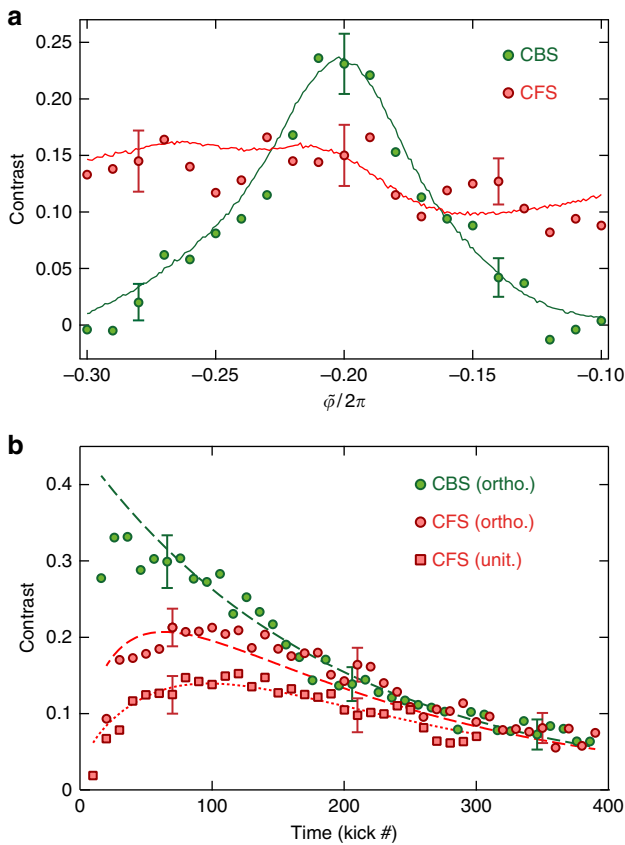 a
CBS
CFS
0.25
0.20
0.15
0.10
0.05
0
Contrast
−0.30
−0.25
−0.20
−0.15
−0.10
φ̃/2π
b
CBS (ortho.)
CFS (ortho.)
CFS (unit.)
0.4
0.3
0.2
0.1
0
Contrast
0
100
200
300
400
Time (kick #)